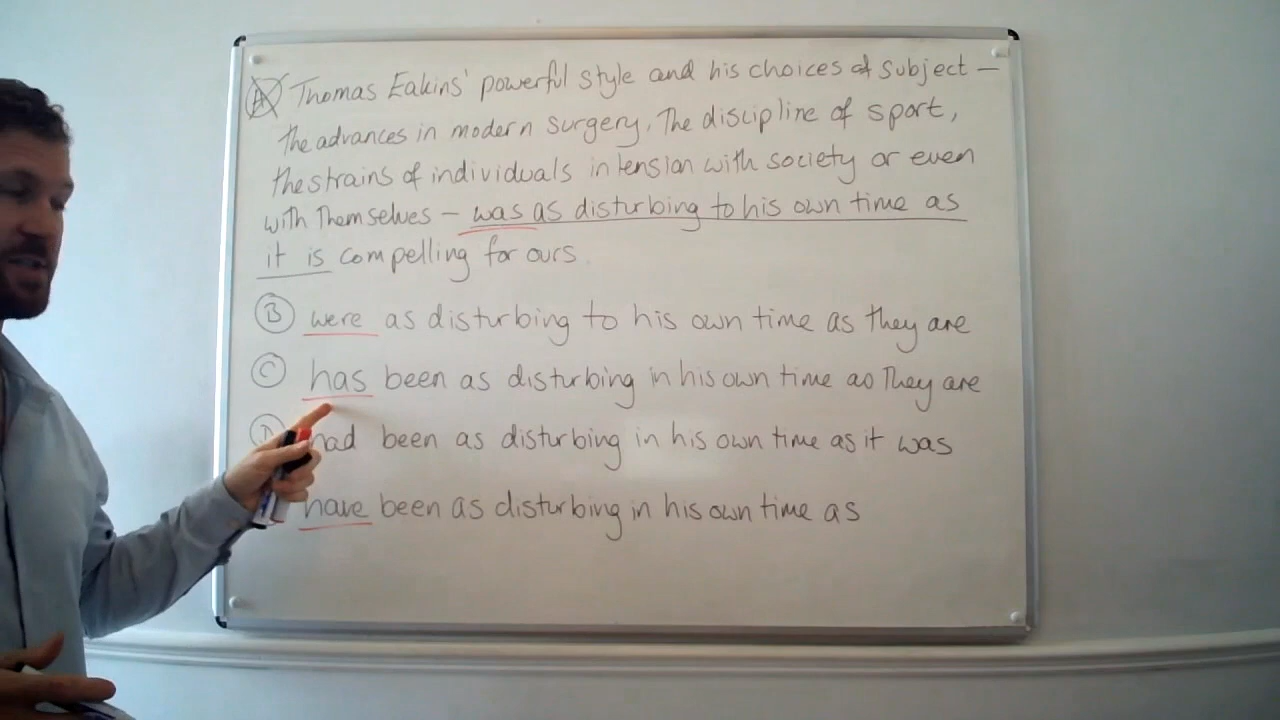 A Thomas Eakins' powerful style and his choices of subject –
the advances in modern surgery, The discipline of sport,
the strains of individuals in tension with society or even
with Themselves – was as disturbing to his own time as
it is compelling for ours.
B were as disturbing to his own time as They are
C has been as disturbing in his own time as They are
D had been as disturbing in his own time as it was
have been as disturbing in his own time as